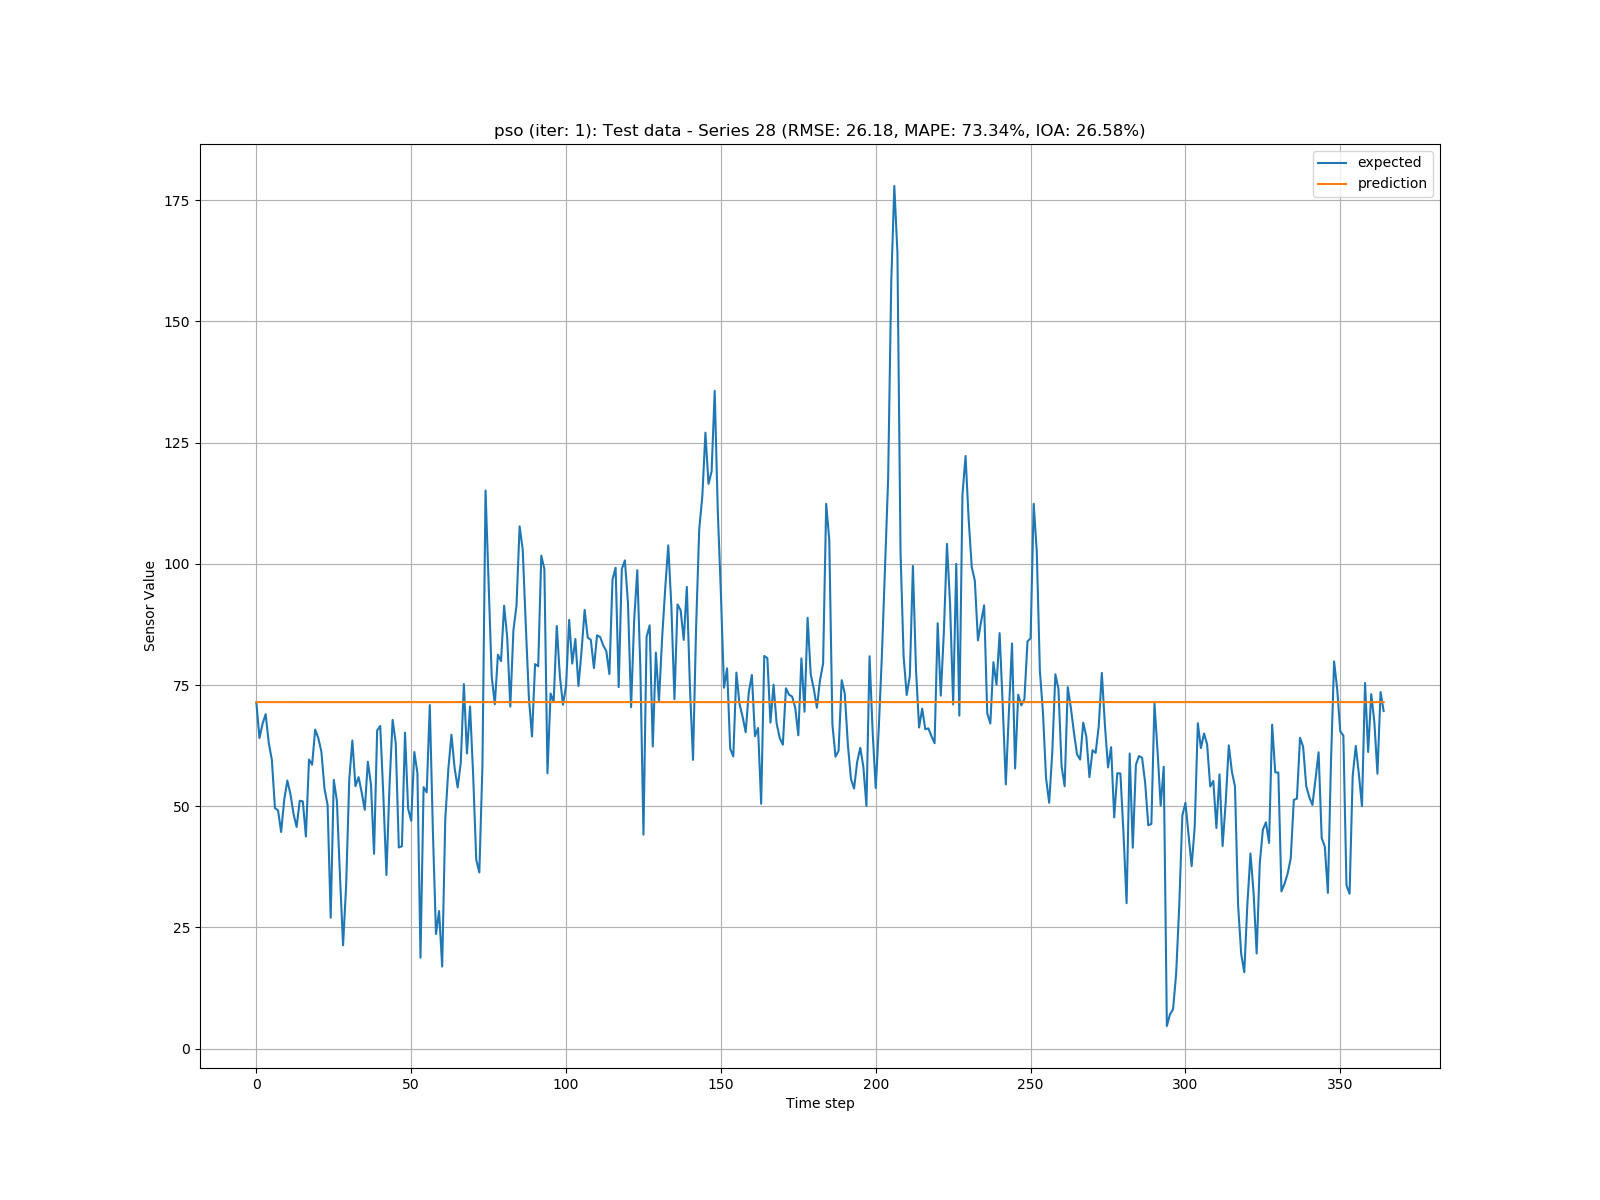 pso (iter: 1): Test data - Series 28 (RMSE: 26.18, MAPE: 73.34%, IOA: 26.58%)
expected
prediction
175
150
125
100
75
50
25
0
Sensor Value
0 50 100 150 200 250 300 350
Time step